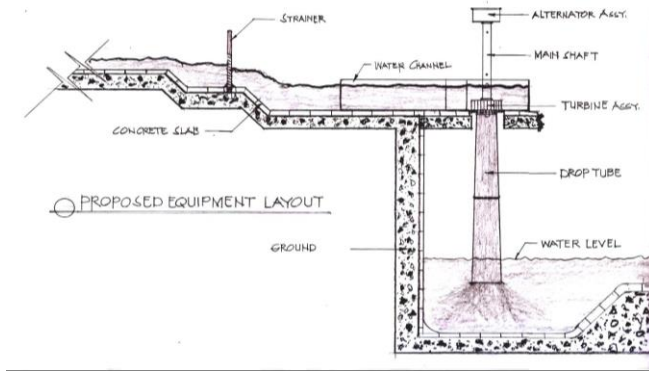 STRAINER
ALTERNATOR ASSY.
MAIN SHAFT
WATER CHANNEL
TURBINE ASSY.
CONCRETE SLAB
DROP TUBE
PROPOSED EQUIPMENT LAYOUT
GROUND
WATER LEVEL